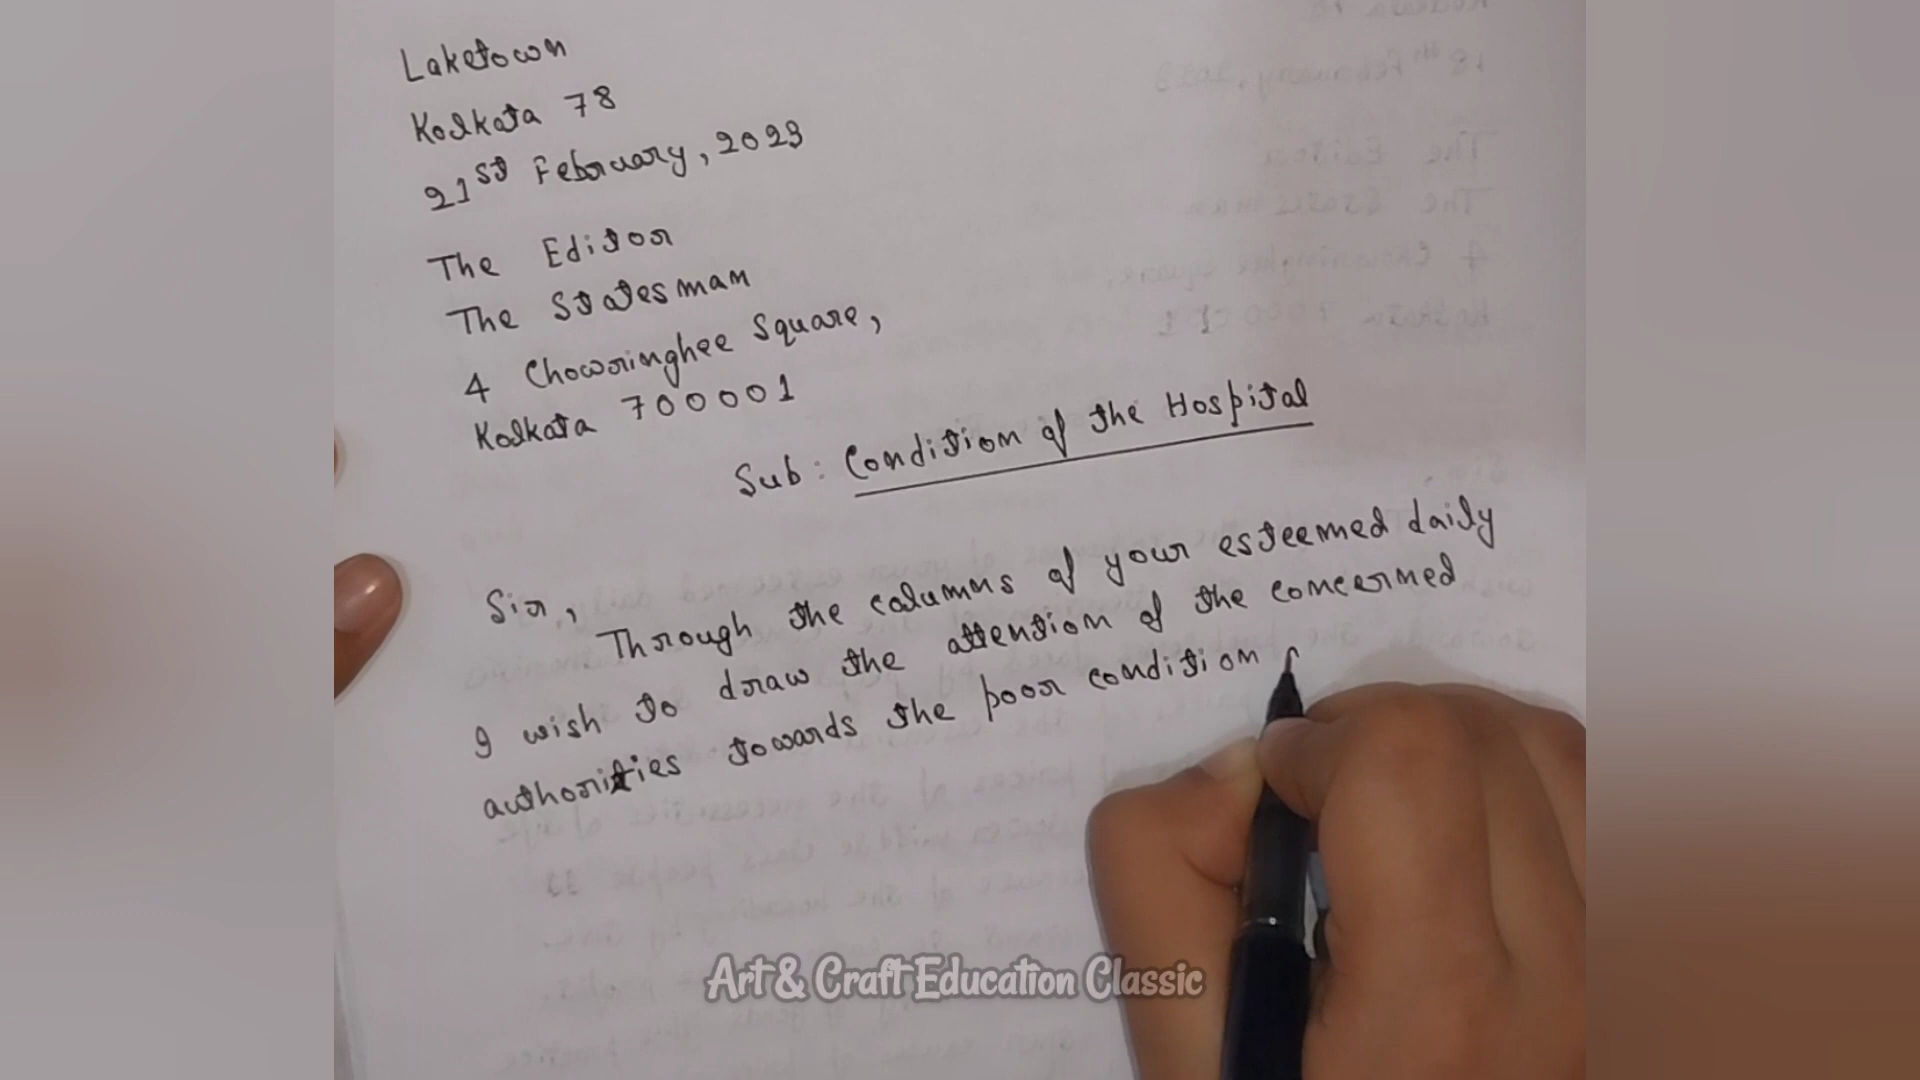 Laketown
Kolkata 78
21st February, 2023
The Editor
The Statesman
4 Chowringhee Square,
Kolkata 700001
Sub: Condition of the Hospital
Sir,
Through the columns of your esteemed daily
I wish to draw the attention of the concerned
authorities towards the poor condition
Art & Craft Education Classic